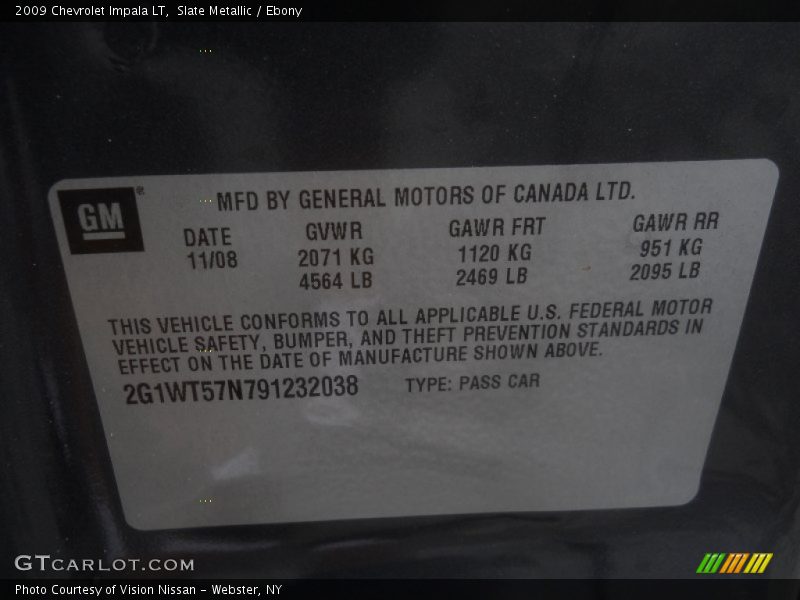 2009 Chevrolet Impala LT,  Slate Metallic / Ebony
GM®
MFD BY GENERAL MOTORS OF CANADA LTD.
DATE GVWR GAWR FRT GAWR RR
11/08 2071 KG 1120 KG 951 KG
4564 LB 2469 LB 2095 LB
THIS VEHICLE CONFORMS TO ALL APPLICABLE U.S. FEDERAL MOTOR
VEHICLE SAFETY, BUMPER, AND THEFT PREVENTION STANDARDS IN
EFFECT ON THE DATE OF MANUFACTURE SHOWN ABOVE.
2G1WT57N791232038 TYPE: PASS CAR
GTCARLOT.COM
Photo Courtesy of Vision Nissan - Webster, NY